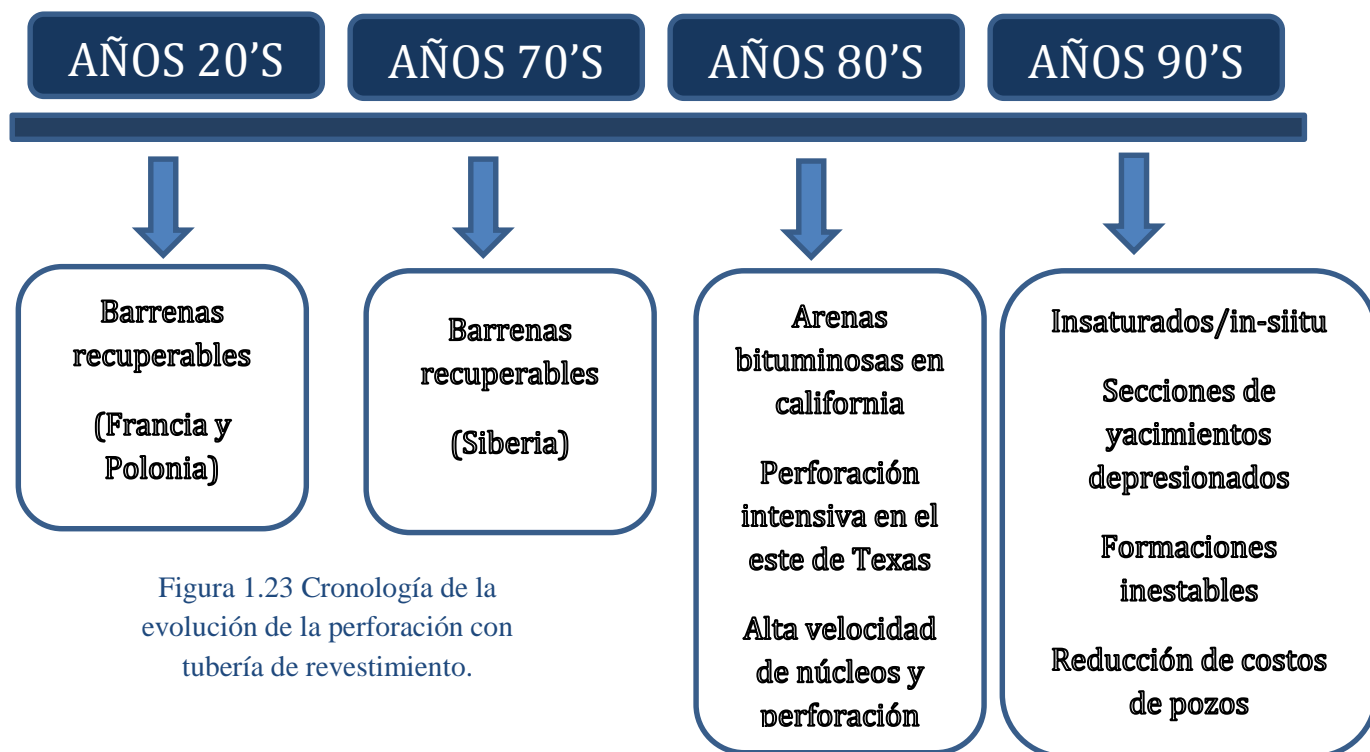 AÑOS 20’S
AÑOS 70’S
AÑOS 80’S
AÑOS 90’S
Barrenas
recuperables
(Francia y
Polonia)
Barrenas
recuperables
(Siberia)
Arenas
bituminosas en
california
Perforación
intensiva en el
este de Texas
Alta velocidad
de núcleos y
perforación
Insaturados/in-siitu
Secciones de
yacimientos
depresionados
Formaciones
inestables
Reducción de costos
de pozos
Figura 1.23 Cronología de la
evolución de la perforación con
tubería de revestimiento.